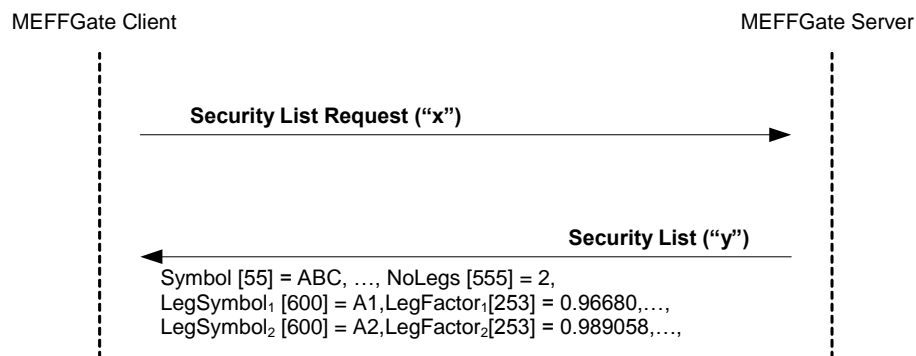 MEFFGate Client
MEFFGate Server
Security List Request (“x”)
Security List (“y”)
Symbol [55] = ABC, …, NoLegs [555] = 2,
LegSymbol₁ [600] = A1,LegFactor₁[253] = 0.96680,…,
LegSymbol₂ [600] = A2,LegFactor₂[253] = 0.989058,…,